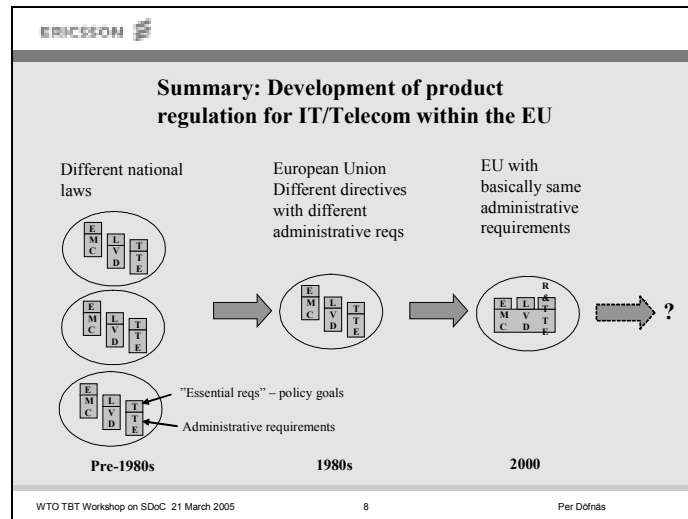 ERICSSON
Summary: Development of product
regulation for IT/Telecom within the EU
Different national
laws
European Union
Different directives
with different
administrative reqs
EU with
basically same
administrative
requirements
E
M
C
L
V
D
T
T
E
E
M
C
L
V
D
T
T
E
E
M
C
L
V
D
T
T
E
E
M
C
L
V
D
T
T
E
E
M
C
L
V
D
R
&
T
T
E
?
"Essential reqs" – policy goals
Administrative requirements
Pre-1980s
1980s
2000
WTO TBT Workshop on SDoC 21 March 2005
8
Per Döfnäs